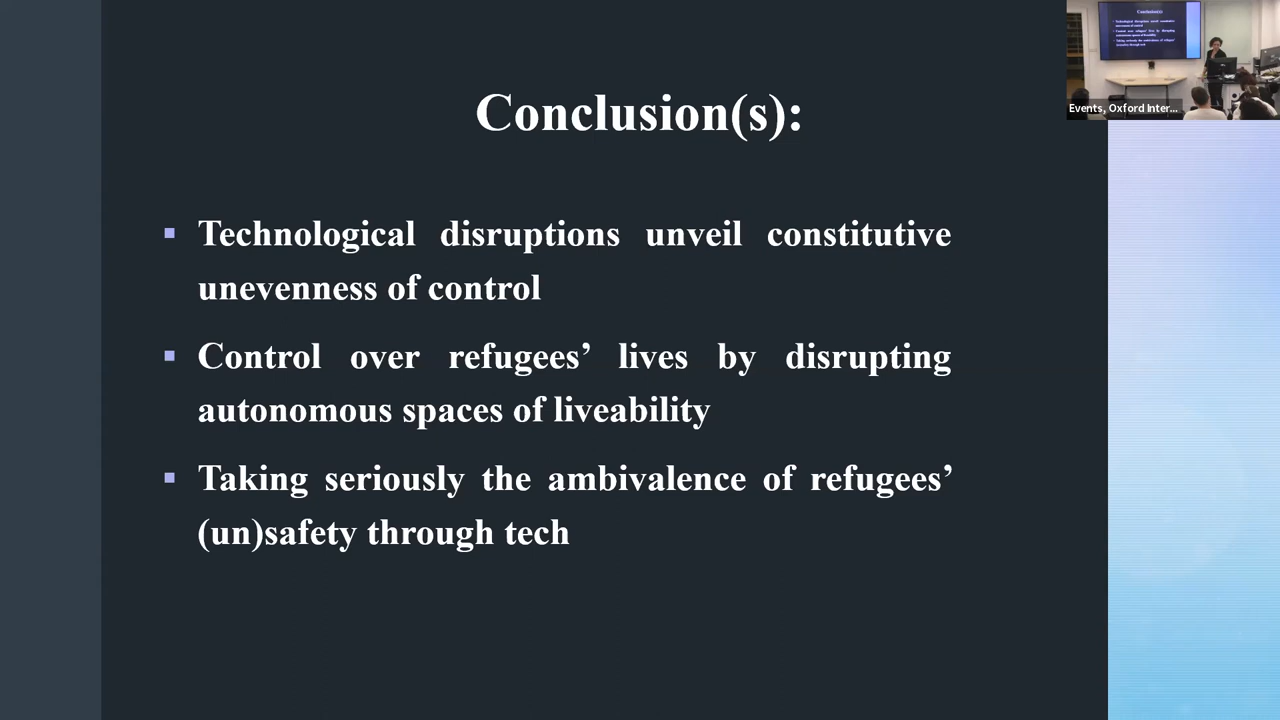 Conclusion(s):
Technological disruptions unveil constitutive
unevenness of control
Control over refugees’ lives by disrupting
autonomous spaces of liveability
Taking seriously the ambivalence of refugees’
(un)safety through tech
Events, Oxford Inter...